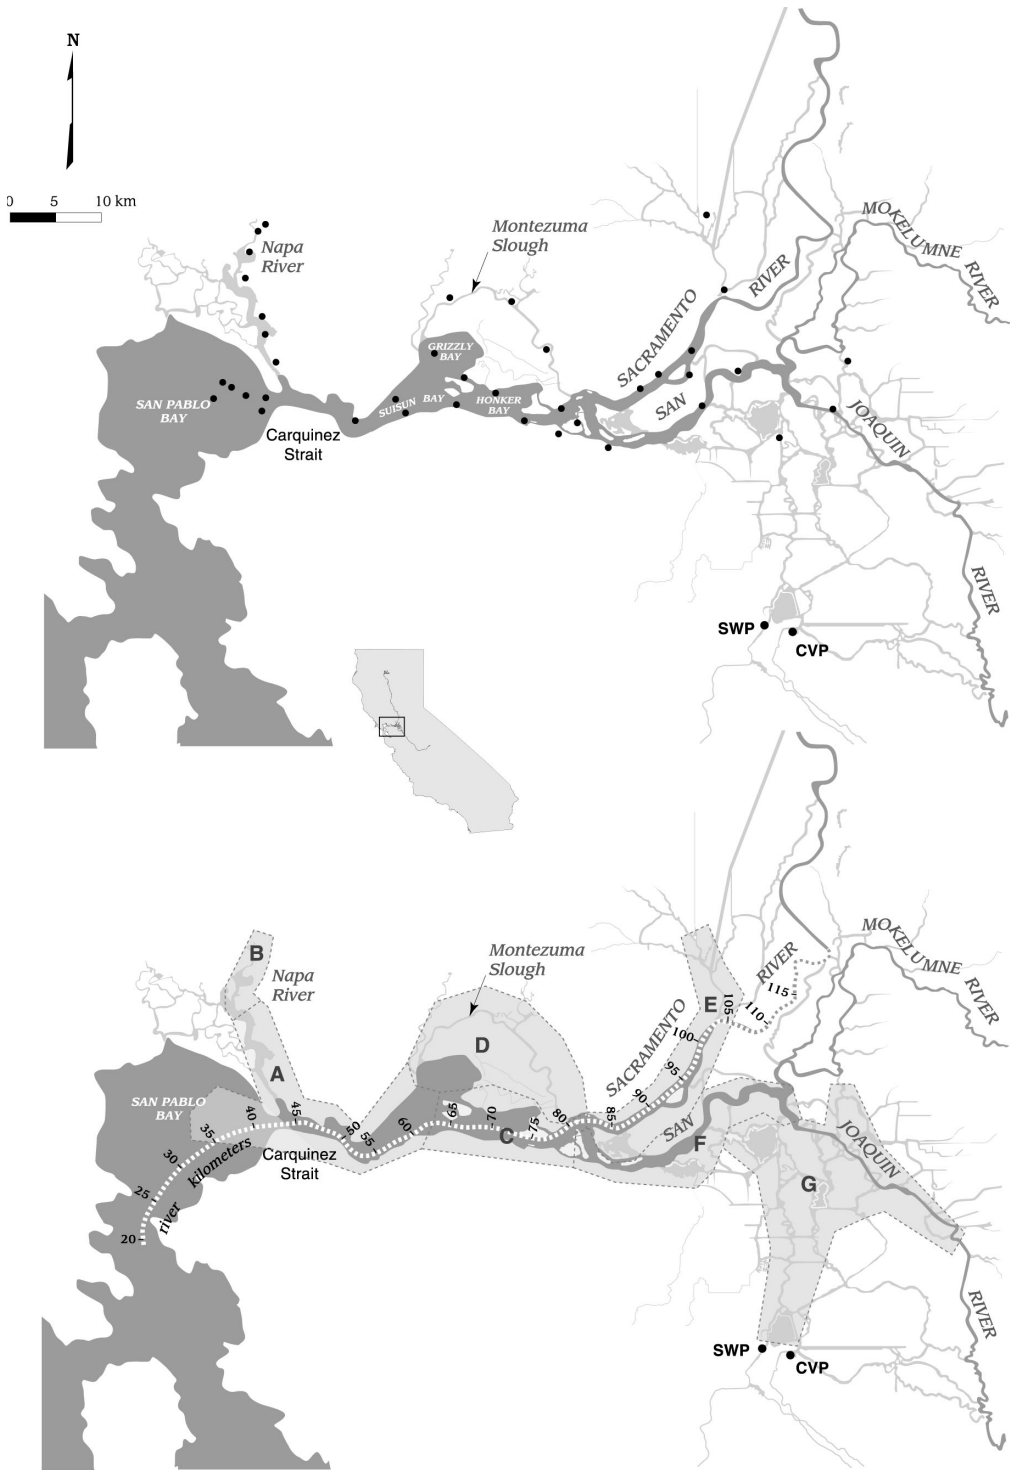 N
0 5 10 km
Napa
River
Montezuma
Slough
MOKELUMNE
RIVER
SACRAMENTO
RIVER
GRIZZLY
BAY
SAN PABLO
BAY
SUISUN BAY
HONKER
BAY
SAN
JOAQUIN
RIVER
Carquinez
Strait
SWP
CVP
B
Napa
River
Montezuma
Slough
MOKELUMNE
RIVER
SACRAMENTO
RIVER
E
D
A
115
110
105
100
95
90
85
80
75
70
65
60
55
50
45
40
35
30
25
20
river kilometers
SAN PABLO
BAY
C
SAN
F
JOAQUIN
G
RIVER
Carquinez
Strait
SWP
CVP